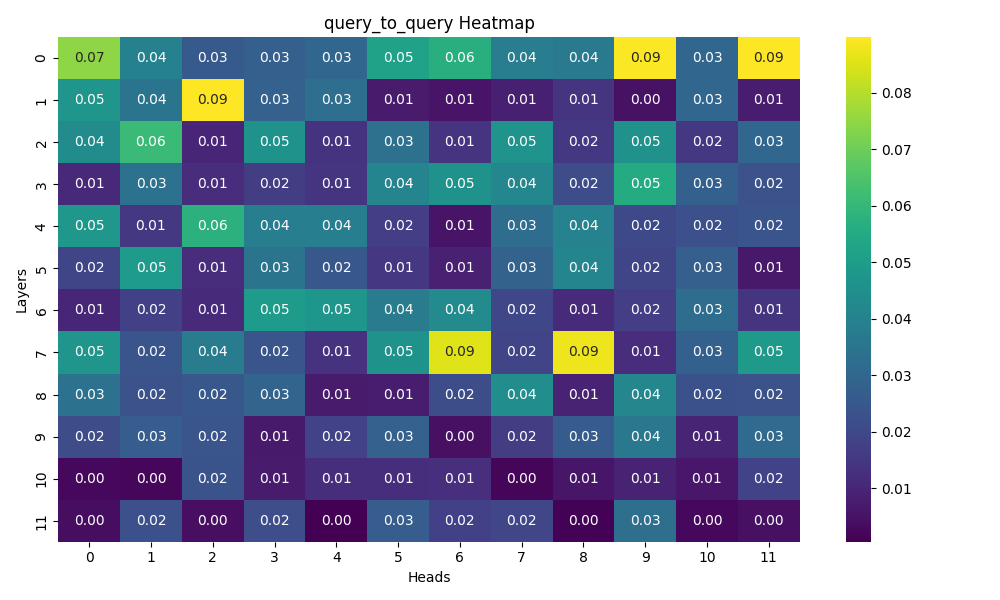 query_to_query Heatmap
0 0.07 0.04 0.03 0.03 0.03 0.05 0.06 0.04 0.04 0.09 0.03 0.09
1 0.05 0.04 0.09 0.03 0.03 0.01 0.01 0.01 0.01 0.00 0.03 0.01
2 0.04 0.06 0.01 0.05 0.01 0.03 0.01 0.05 0.02 0.05 0.02 0.03
3 0.01 0.03 0.01 0.02 0.01 0.04 0.05 0.04 0.02 0.05 0.03 0.02
4 0.05 0.01 0.06 0.04 0.04 0.02 0.01 0.03 0.04 0.02 0.02 0.02
5 0.02 0.05 0.01 0.03 0.02 0.01 0.01 0.03 0.04 0.02 0.03 0.01
6 0.01 0.02 0.01 0.05 0.05 0.04 0.04 0.02 0.01 0.02 0.03 0.01
7 0.05 0.02 0.04 0.02 0.01 0.05 0.09 0.02 0.09 0.01 0.03 0.05
8 0.03 0.02 0.02 0.03 0.01 0.01 0.02 0.04 0.01 0.04 0.02 0.02
9 0.02 0.03 0.02 0.01 0.02 0.03 0.00 0.02 0.03 0.04 0.01 0.03
10 0.00 0.00 0.02 0.01 0.01 0.01 0.01 0.00 0.01 0.01 0.01 0.02
11 0.00 0.02 0.00 0.02 0.00 0.03 0.02 0.02 0.00 0.03 0.00 0.00
0 1 2 3 4 5 6 7 8 9 10 11
Heads
Layers
0.08
0.07
0.06
0.05
0.04
0.03
0.02
0.01